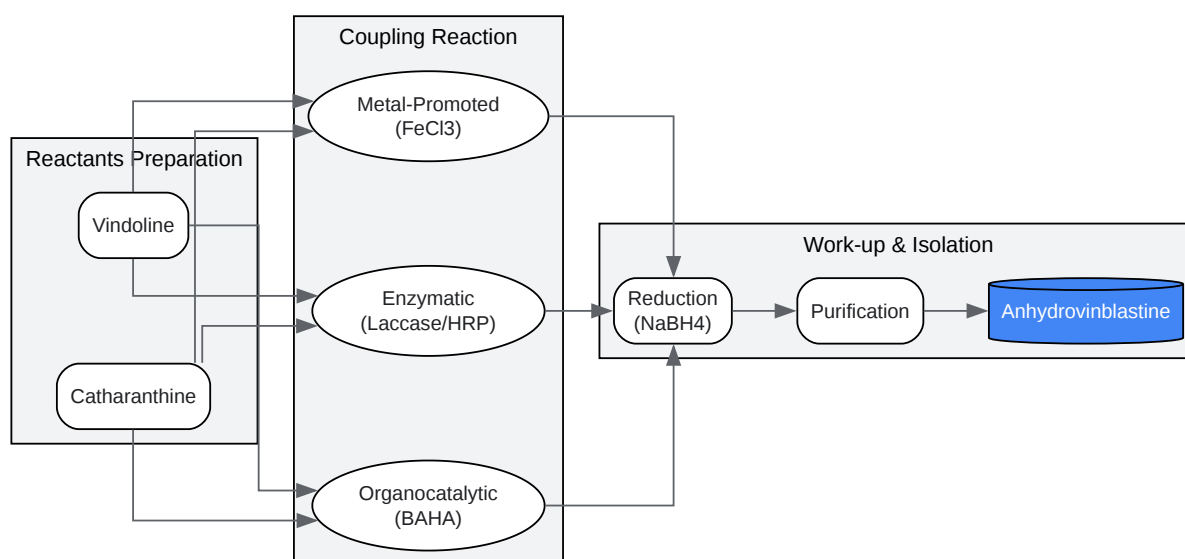 Reactants Preparation
Vindoline
Catharanthine
Coupling Reaction
Metal-Promoted
(FeCl3)
Enzymatic
(Laccase/HRP)
Organocatalytic
(BAHA)
Work-up & Isolation
Reduction
(NaBH4)
Purification
Anhydrovinblastine